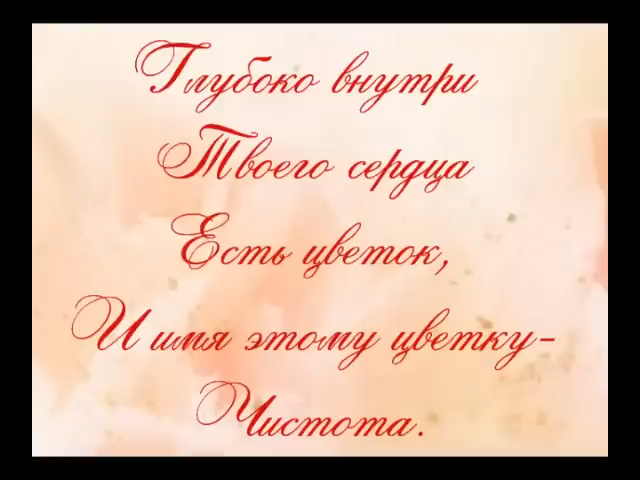 Глубоко внутри
Твоего сердца
Есть цветок,
И имя этому цветку-
Чистота.